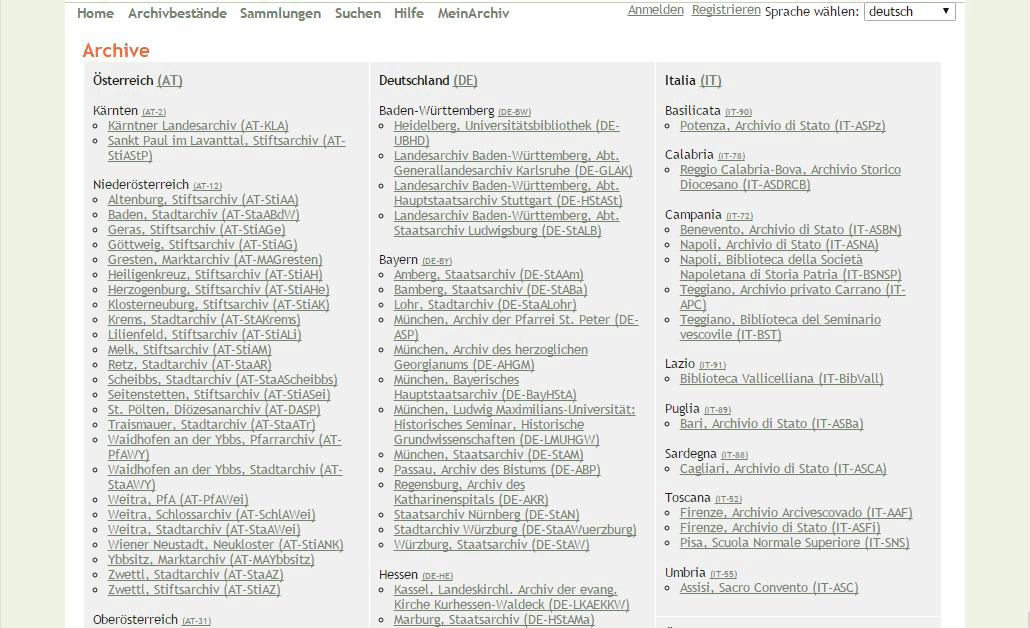 Home Archivbestände Sammlungen Suchen Hilfe MeinArchiv
Anmelden Registrieren Sprache wählen: deutsch
Archive
Österreich (AT)
Kärnten (AT-2)
Kärntner Landesarchiv (AT-KLA)
Sankt Paul im Lavanttal, Stiftsarchiv (AT-
StiAStP)
Niederösterreich (AT-12)
Altenburg, Stiftsarchiv (AT-StiAA)
Baden, Stadtarchiv (AT-StaABdW)
Geras, Stiftsarchiv (AT-StiAGe)
Göttweig, Stiftsarchiv (AT-StiAG)
Gresten, Marktarchiv (AT-MAGresten)
Heiligenkreuz, Stiftsarchiv (AT-StiAH)
Herzogenburg, Stiftsarchiv (AT-StiAHe)
Klosterneuburg, Stiftsarchiv (AT-StiAK)
Krems, Stadtarchiv (AT-StAKrems)
Lilienfeld, Stiftsarchiv (AT-StiALi)
Melk, Stiftsarchiv (AT-StiAM)
Retz, Stadtarchiv (AT-StaAR)
Scheibbs, Stadtarchiv (AT-StaAScheibbs)
Seitenstetten, Stiftsarchiv (AT-StiASei)
St. Pölten, Diözesanarchiv (AT-DASP)
Traismauer, Stadtarchiv (AT-StaATr)
Waidhofen an der Ybbs, Pfarrarchiv (AT-
PfAWY)
Waidhofen an der Ybbs, Stadtarchiv (AT-
StaAWY)
Weitra, PfA (AT-PfAWei)
Weitra, Schlossarchiv (AT-SchlAWei)
Weitra, Stadtarchiv (AT-StaAWei)
Wiener Neustadt, Neukloster (AT-StiANK)
Ybbsitz, Marktarchiv (AT-MAYbbsitz)
Zwettl, Stadtarchiv (AT-StaAZ)
Zwettl, Stiftsarchiv (AT-StiAZ)
Oberösterreich (AT-31)
Deutschland (DE)
Baden-Württemberg (DE-BW)
Heidelberg, Universitätsbibliothek (DE-
UBHD)
Landesarchiv Baden-Württemberg, Abt.
Generallandesarchiv Karlsruhe (DE-GLAK)
Landesarchiv Baden-Württemberg, Abt.
Hauptstaatsarchiv Stuttgart (DE-HStASt)
Landesarchiv Baden-Württemberg, Abt.
Staatsarchiv Ludwigsburg (DE-StALB)
Bayern (DE-BY)
Amberg, Staatsarchiv (DE-StAAm)
Bamberg, Staatsarchiv (DE-StABa)
Lohr, Stadtarchiv (DE-StaALohr)
München, Archiv der Pfarrei St. Peter (DE-
ASP)
München, Archiv des herzoglichen
Georgianums (DE-AHGM)
München, Bayerisches
Hauptstaatsarchiv (DE-BayHStA)
München, Ludwig Maximilians-Universität:
Historisches Seminar, Historische
Grundwissenschaften (DE-LMUHGW)
München, Staatsarchiv (DE-StAM)
Passau, Archiv des Bistums (DE-ABP)
Regensburg, Archiv des
Katharinenspitals (DE-AKR)
Staatsarchiv Nürnberg (DE-StAN)
Stadtarchiv Würzburg (DE-StaAWuerzburg)
Würzburg, Staatsarchiv (DE-StAW)
Hessen (DE-HE)
Kassel, Landeskirchl. Archiv der evang.
Kirche Kurhessen-Waldeck (DE-LKAEKKW)
Marburg, Staatsarchiv (DE-HStAMa)
Italia (IT)
Basilicata (IT-90)
Potenza, Archivio di Stato (IT-ASPz)
Calabria (IT-78)
Reggio Calabria-Bova, Archivio Storico
Diocesano (IT-ASDRCB)
Campania (IT-72)
Benevento, Archivio di Stato (IT-ASBN)
Napoli, Archivio di Stato (IT-ASNA)
Napoli, Biblioteca della Società
Napoletana di Storia Patria (IT-BSNSP)
Teggiano, Archivio privato Carrano (IT-
APC)
Teggiano, Biblioteca del Seminario
vescovile (IT-BST)
Lazio (IT-91)
Biblioteca Vallicelliana (IT-BibVall)
Puglia (IT-89)
Bari, Archivio di Stato (IT-ASBa)
Sardegna (IT-88)
Cagliari, Archivio di Stato (IT-ASCA)
Toscana (IT-52)
Firenze, Archivio Arcivescovado (IT-AAF)
Firenze, Archivio di Stato (IT-ASFi)
Pisa, Scuola Normale Superiore (IT-SNS)
Umbria (IT-55)
Assisi, Sacro Convento (IT-ASC)